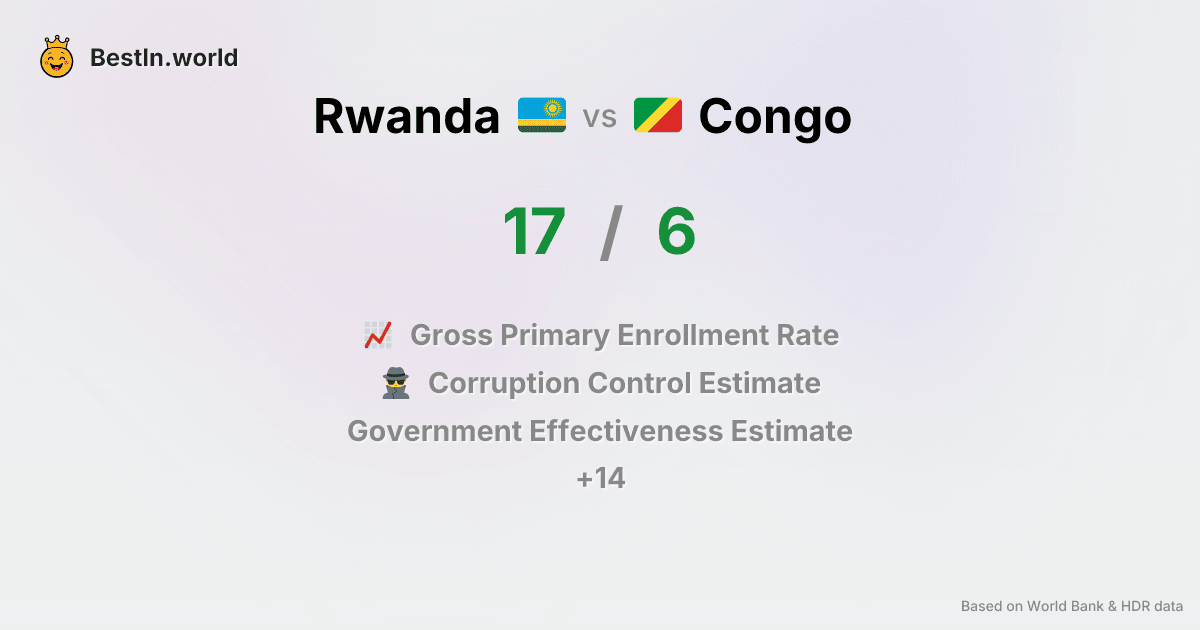 BestIn.world
Rwanda vs Congo
17 / 6
Gross Primary Enrollment Rate
Corruption Control Estimate
Government Effectiveness Estimate
+14
Based on World Bank & HDR data